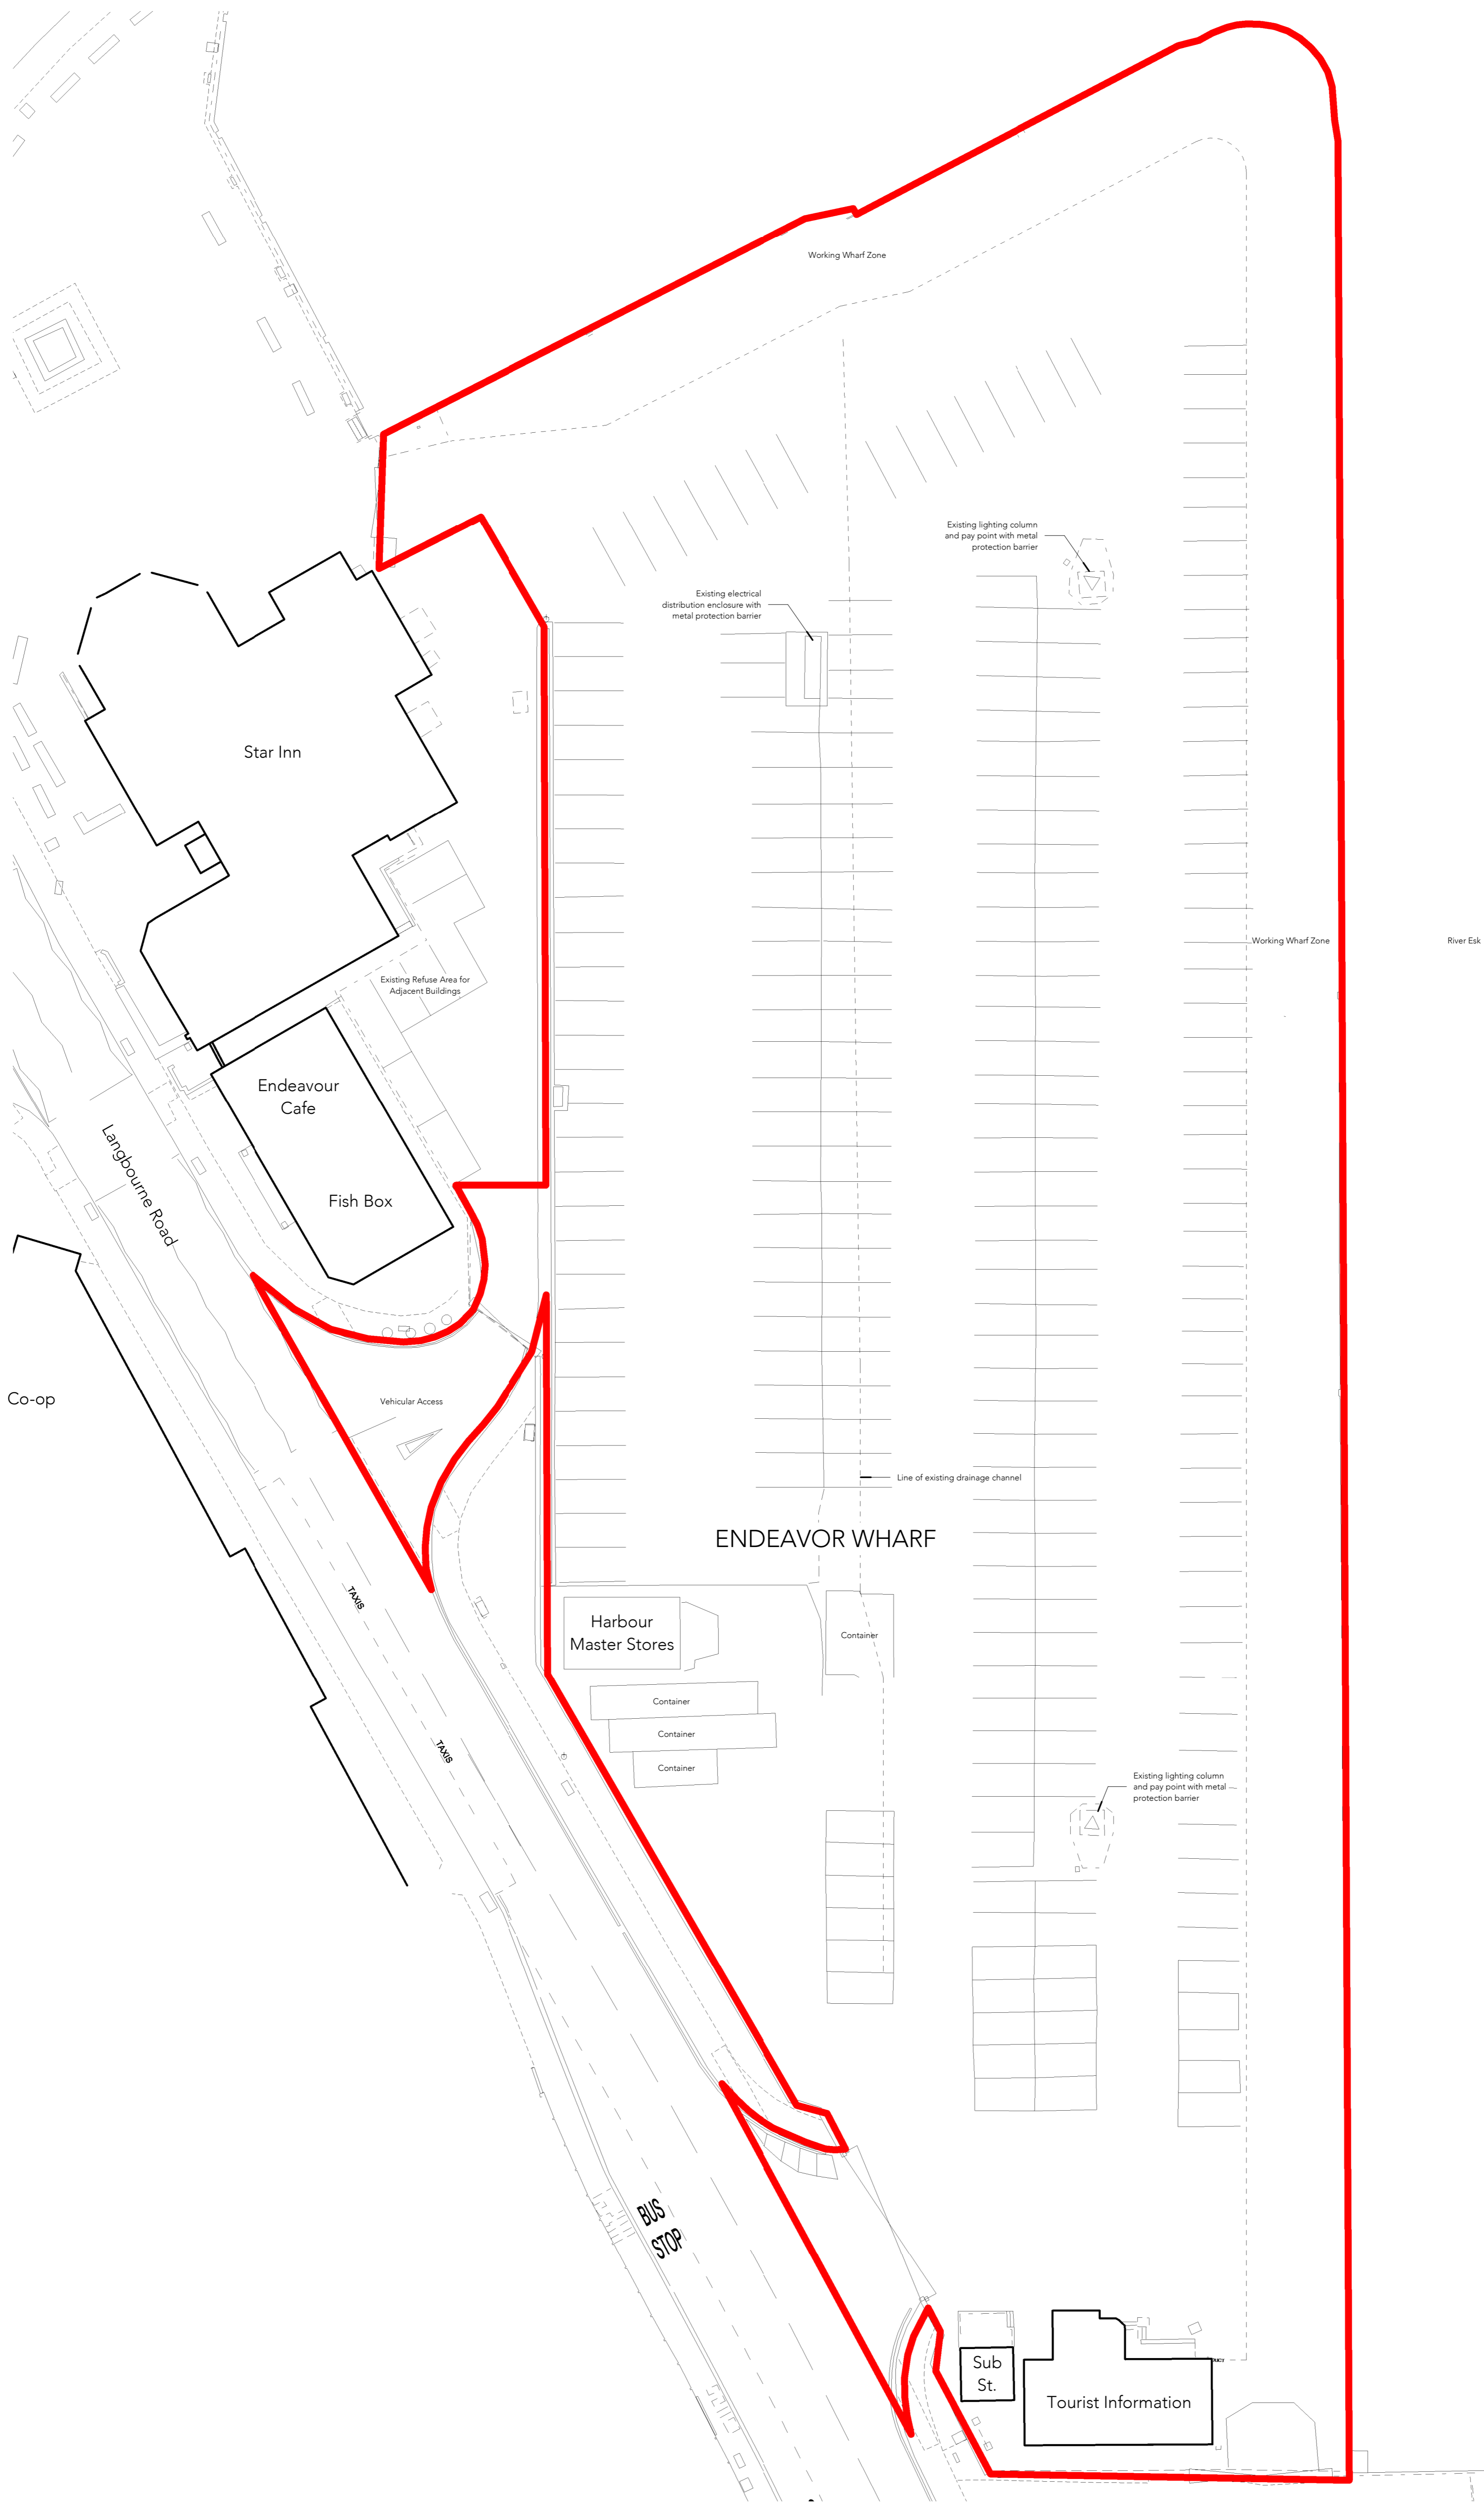 Working Wharf Zone
Existing lighting column
and pay point with metal
protection barrier
Existing electrical
distribution enclosure with
metal protection barrier
Star Inn
Working Wharf Zone
River Esk
Existing Refuse Area for
Adjacent Buildings
Endeavour
Cafe
Langbourne Road
Fish Box
Co-op
Vehicular Access
Line of existing drainage channel
ENDEAVOR WHARF
TAXIS
Harbour
Master Stores
Container
Container
Container
Container
TAXIS
Existing lighting column
and pay point with metal
protection barrier
BUS
STOP
Sub
St.
Tourist Information